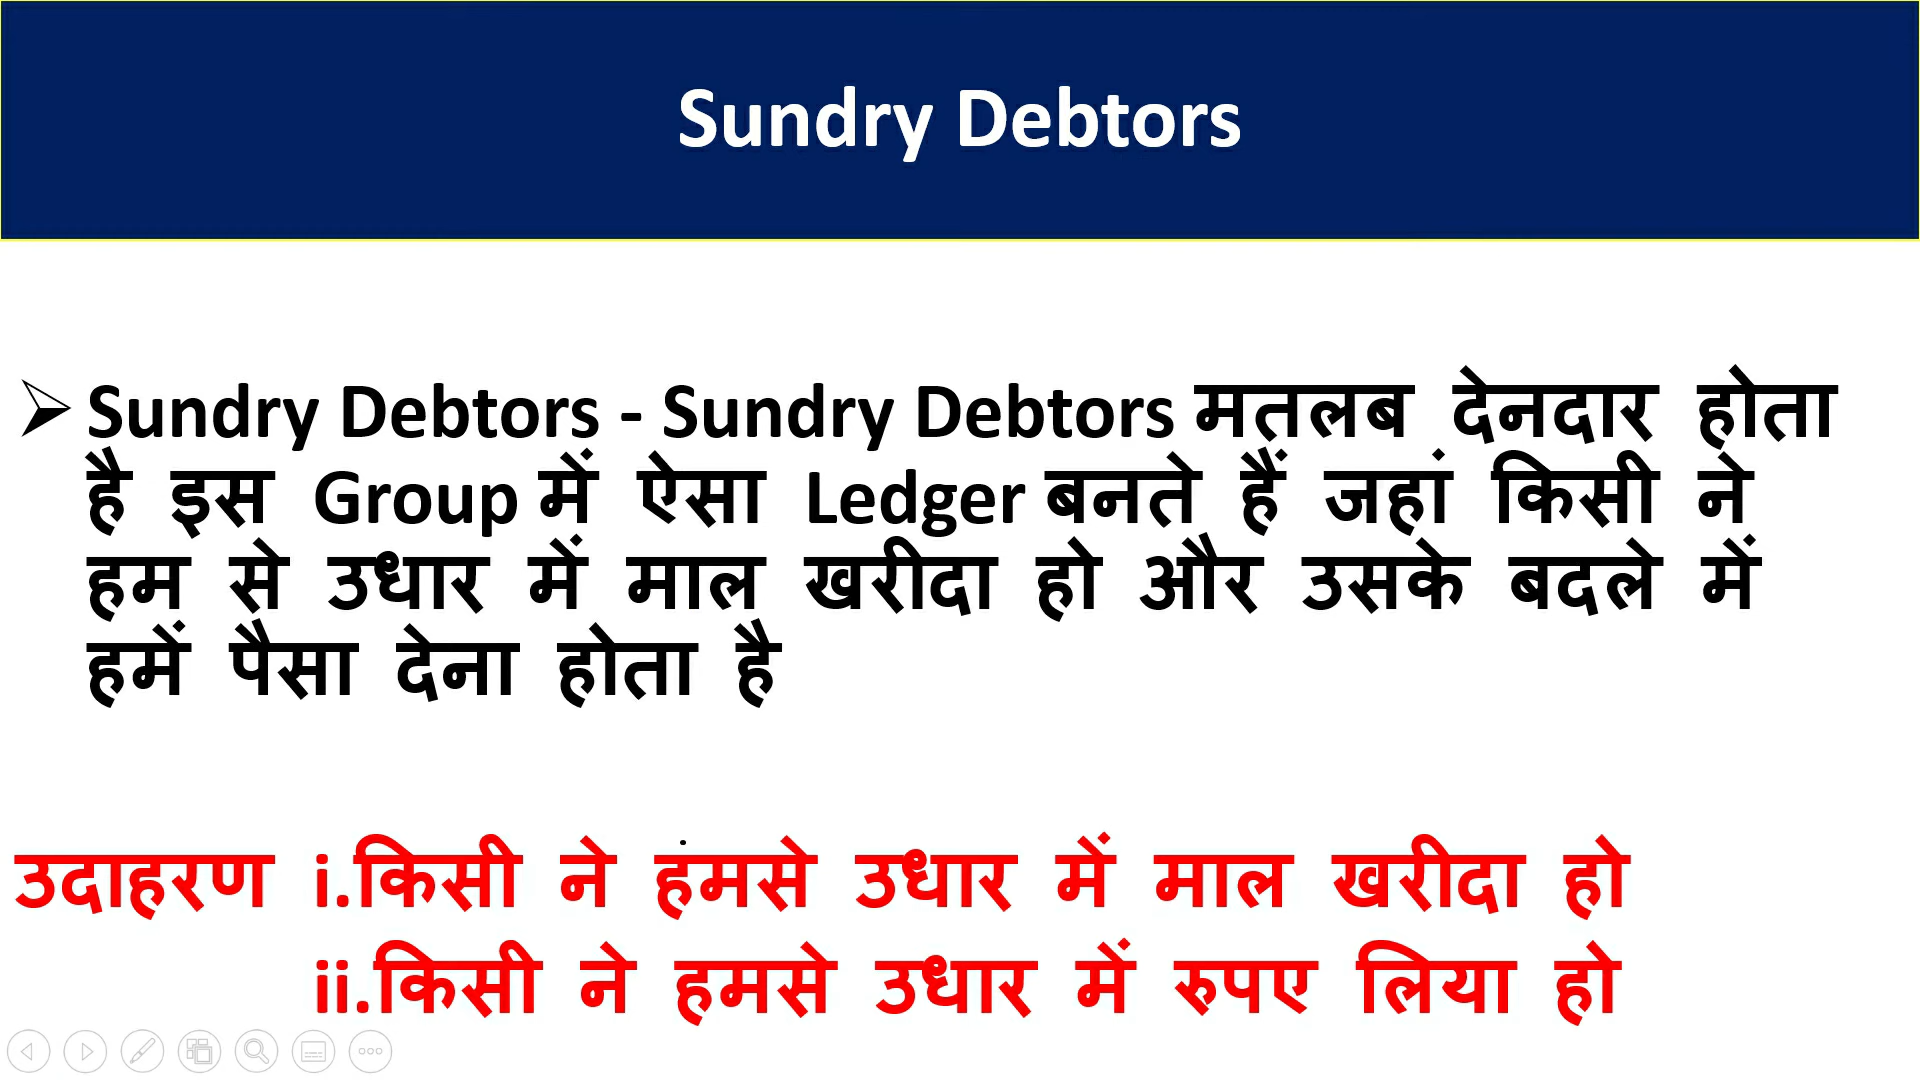 Sundry Debtors
Sundry Debtors - Sundry Debtors मतलब देनदार होता
है इस Group में ऐसा Ledger बनते हैं जहां किसी ने
हम से उधार में माल खरीदा हो और उसके बदले में
हमें पैसा देना होता है
उदाहरण i.किसी ने हमसे उधार में माल खरीदा हो
ii.किसी ने हमसे उधार में रुपए लिया हो